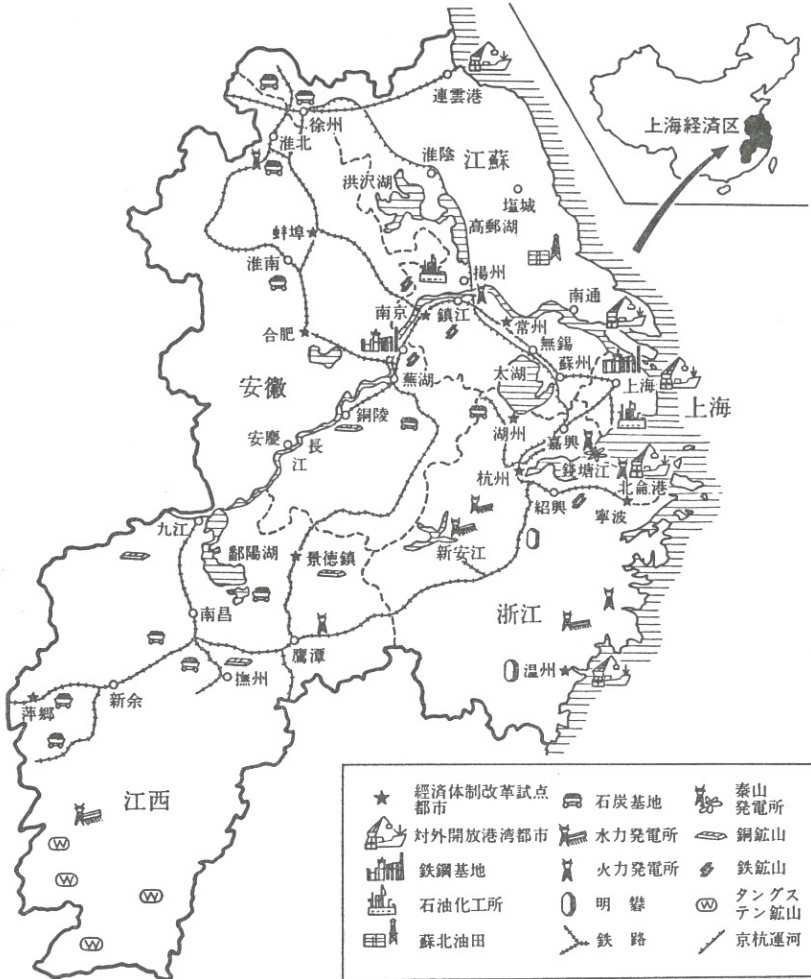 上海経済区
連雲港
徐州
淮北
淮陰
江蘇
洪沢湖
塩城
高郵湖
蚌埠
淮南
揚州
南京
鎮江
南通
常州
合肥
無錫
蘇州
蕪湖
太湖
上海
上海
安徽
銅陵
湖州
嘉興
安慶
長
江
杭州
銭塘江
北侖港
紹興
寧波
九江
鄱陽湖
景徳鎮
新安江
南昌
浙江
鷹潭
撫州
温州
新余
萍郷
江西
W
W
W
W
経済体制改革試点
都市
石炭基地
泰山
発電所
対外開放港湾都市
水力発電所
銅鉱山
鉄鋼基地
火力発電所
鉄鉱山
石油化工所
明礬
W
タングス
テン鉱山
蘇北油田
鉄路
京杭運河